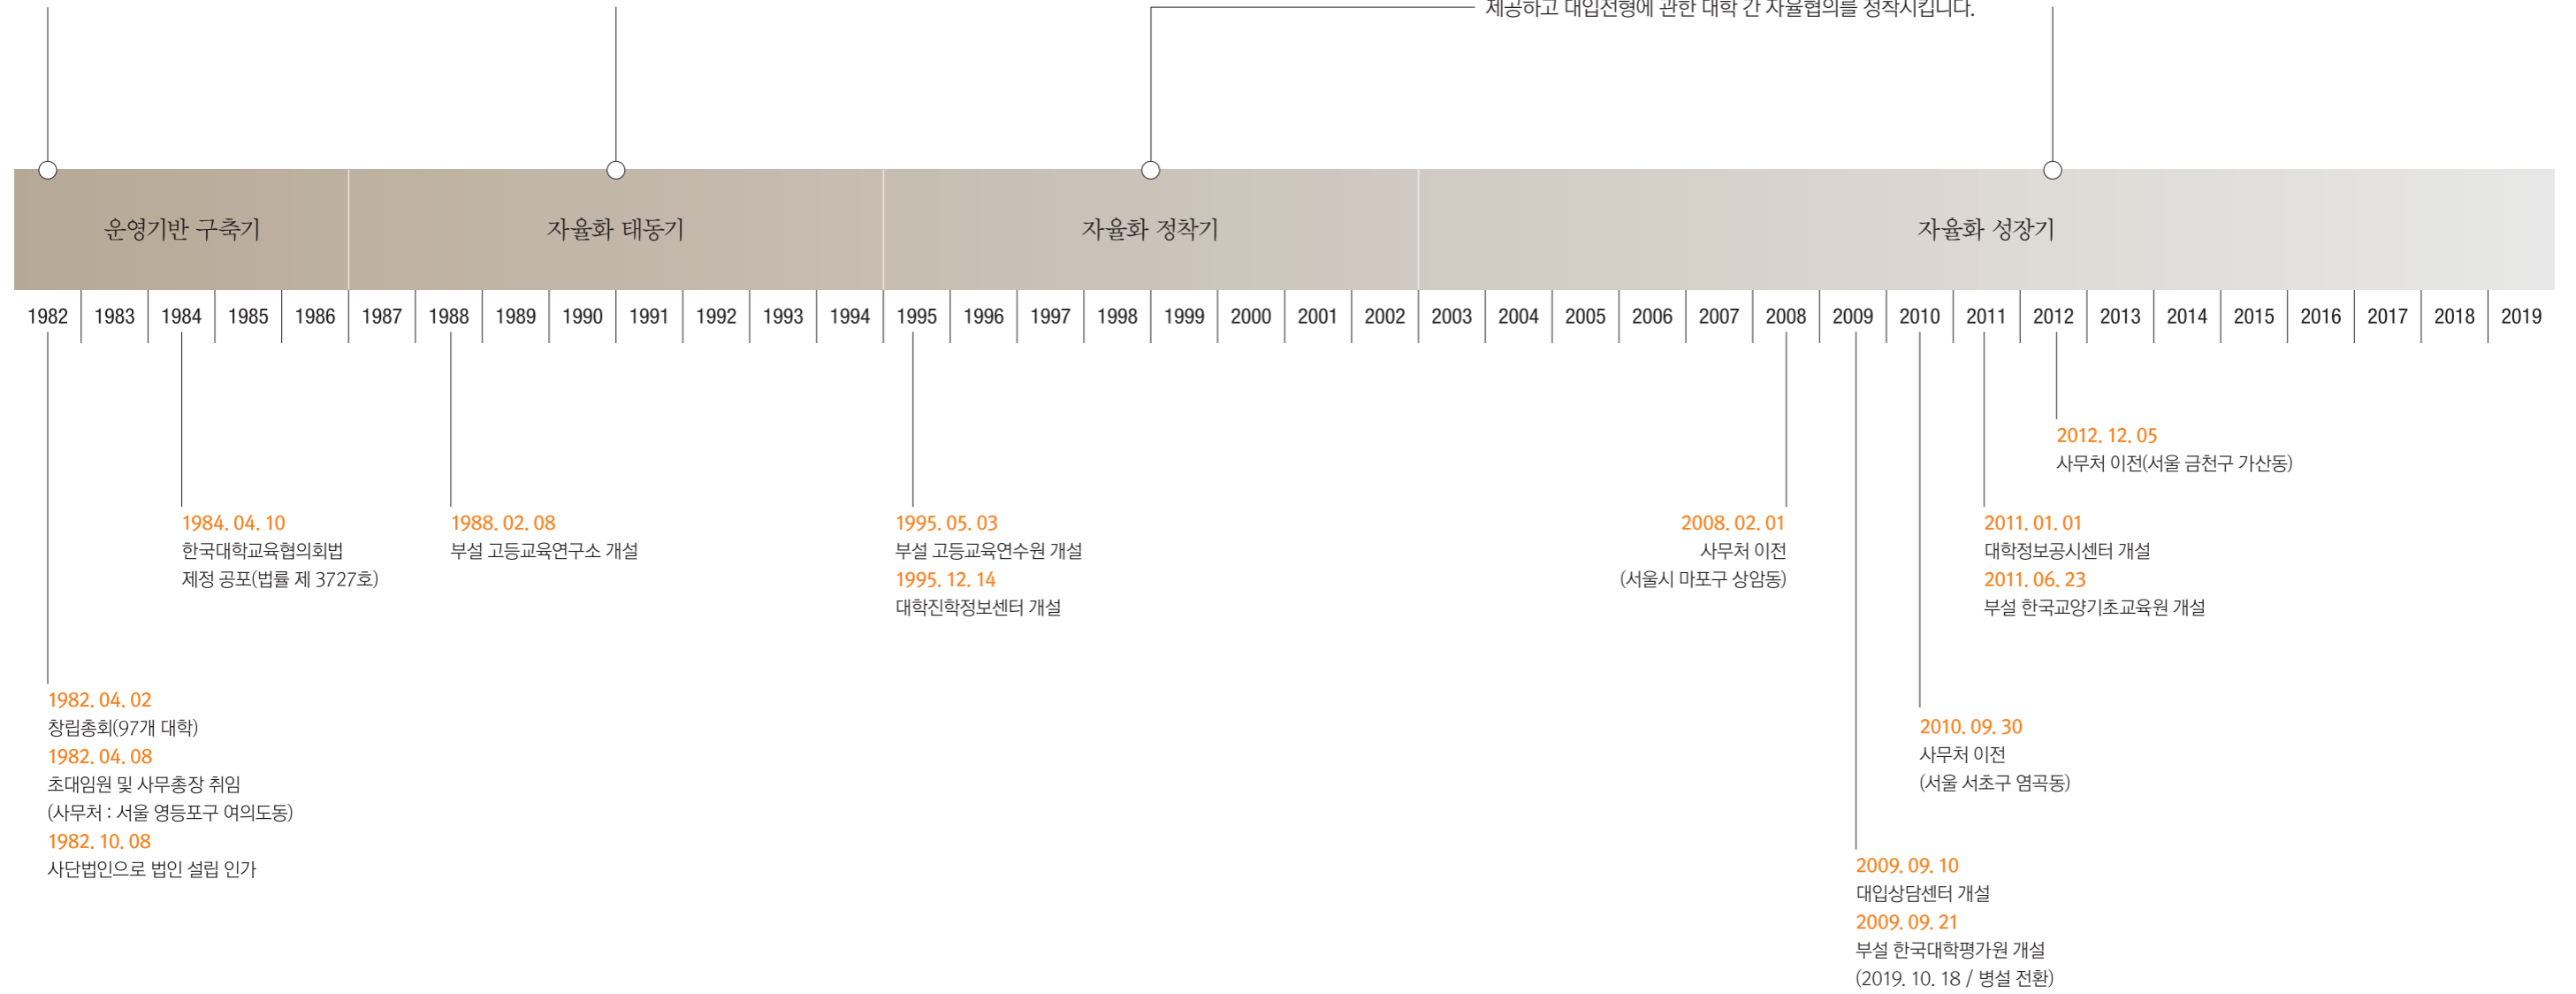 제공하고 대입전형에 관한 대학 간 자율협의를 정착시킵니다.
운영기반 구축기
자율화 태동기
자율화 정착기
자율화 성장기
1982 1983 1984 1985 1986 1987 1988 1989 1990 1991 1992 1993 1994 1995 1996 1997 1998 1999 2000 2001 2002 2003 2004 2005 2006 2007 2008 2009 2010 2011 2012 2013 2014 2015 2016 2017 2018 2019
1982. 04. 02
창립총회(97개 대학)
1982. 04. 08
초대임원 및 사무총장 취임
(사무처 : 서울 영등포구 여의도동)
1982. 10. 08
사단법인으로 법인 설립 인가
1984. 04. 10
한국대학교육협의회법
제정 공포(법률 제 3727호)
1988. 02. 08
부설 고등교육연구소 개설
1995. 05. 03
부설 고등교육연수원 개설
1995. 12. 14
대학진학정보센터 개설
2008. 02. 01
사무처 이전
(서울시 마포구 상암동)
2009. 09. 10
대입상담센터 개설
2009. 09. 21
부설 한국대학평가원 개설
(2019. 10. 18 / 병설 전환)
2010. 09. 30
사무처 이전
(서울 서초구 염곡동)
2011. 01. 01
대학정보공시센터 개설
2011. 06. 23
부설 한국교양기초교육원 개설
2012. 12. 05
사무처 이전(서울 금천구 가산동)